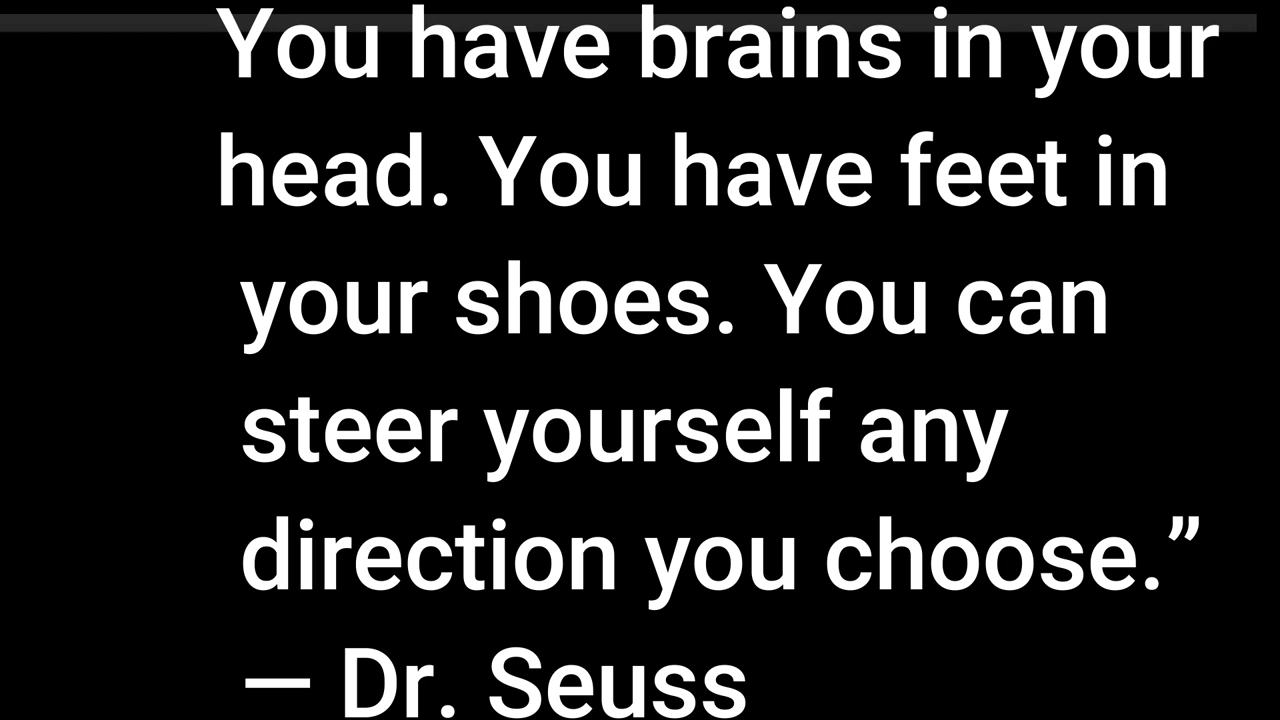 You have brains in your
head. You have feet in
your shoes. You can
steer yourself any
direction you choose.”
— Dr. Seuss